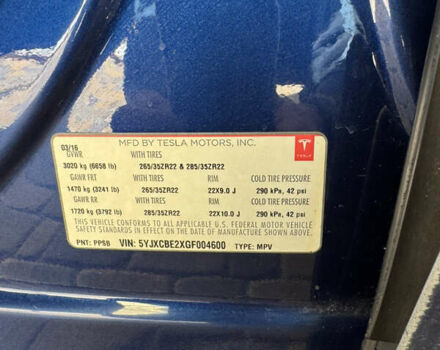 MFD BY TESLA MOTORS, INC.
03/16
GVWR WITH TIRES
3020 kg (6658 lb) 265/35ZR22 & 285/35ZR22
GAWR FRT WITH TIRES RIM COLD TIRE PRESSURE
1470 kg (3241 lb) 265/35ZR22 22X9.0 J 290 kPa, 42 psi
GAWR RR WITH TIRES RIM COLD TIRE PRESSURE
1720 kg (3792 lb) 285/35ZR22 22X10.0 J 290 kPa, 42 psi
THIS VEHICLE CONFORMS TO ALL APPLICABLE U.S. FEDERAL MOTOR VEHICLE
SAFETY STANDARDS IN EFFECT ON THE DATE OF MANUFACTURE SHOWN ABOVE.
PNT: PPSB VIN: 5YJXCBE2XGF004600 TYPE: MPV
TESLA